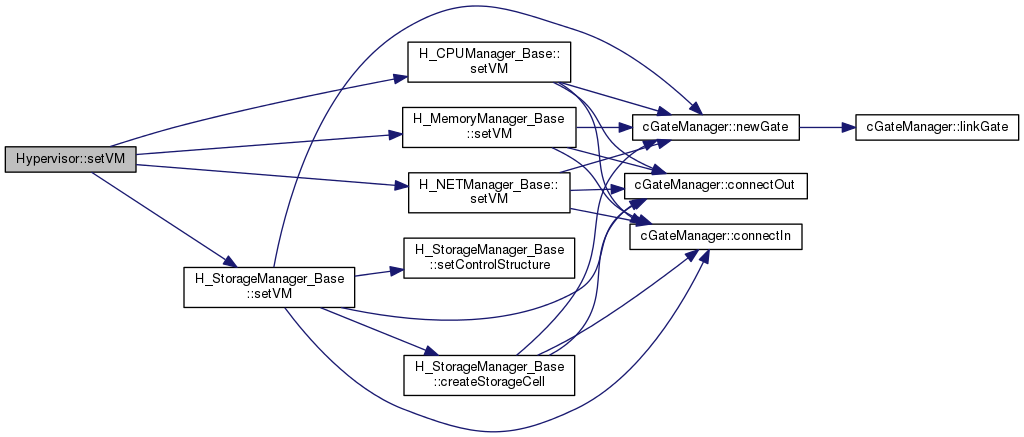 Hypervisor::setVM
H_CPUManager_Base::
setVM
H_MemoryManager_Base
::setVM
H_NETManager_Base::
setVM
H_StorageManager_Base
::setVM
H_StorageManager_Base
::setControlStructure
H_StorageManager_Base
::createStorageCell
cGateManager::newGate
cGateManager::connectOut
cGateManager::connectIn
cGateManager::linkGate